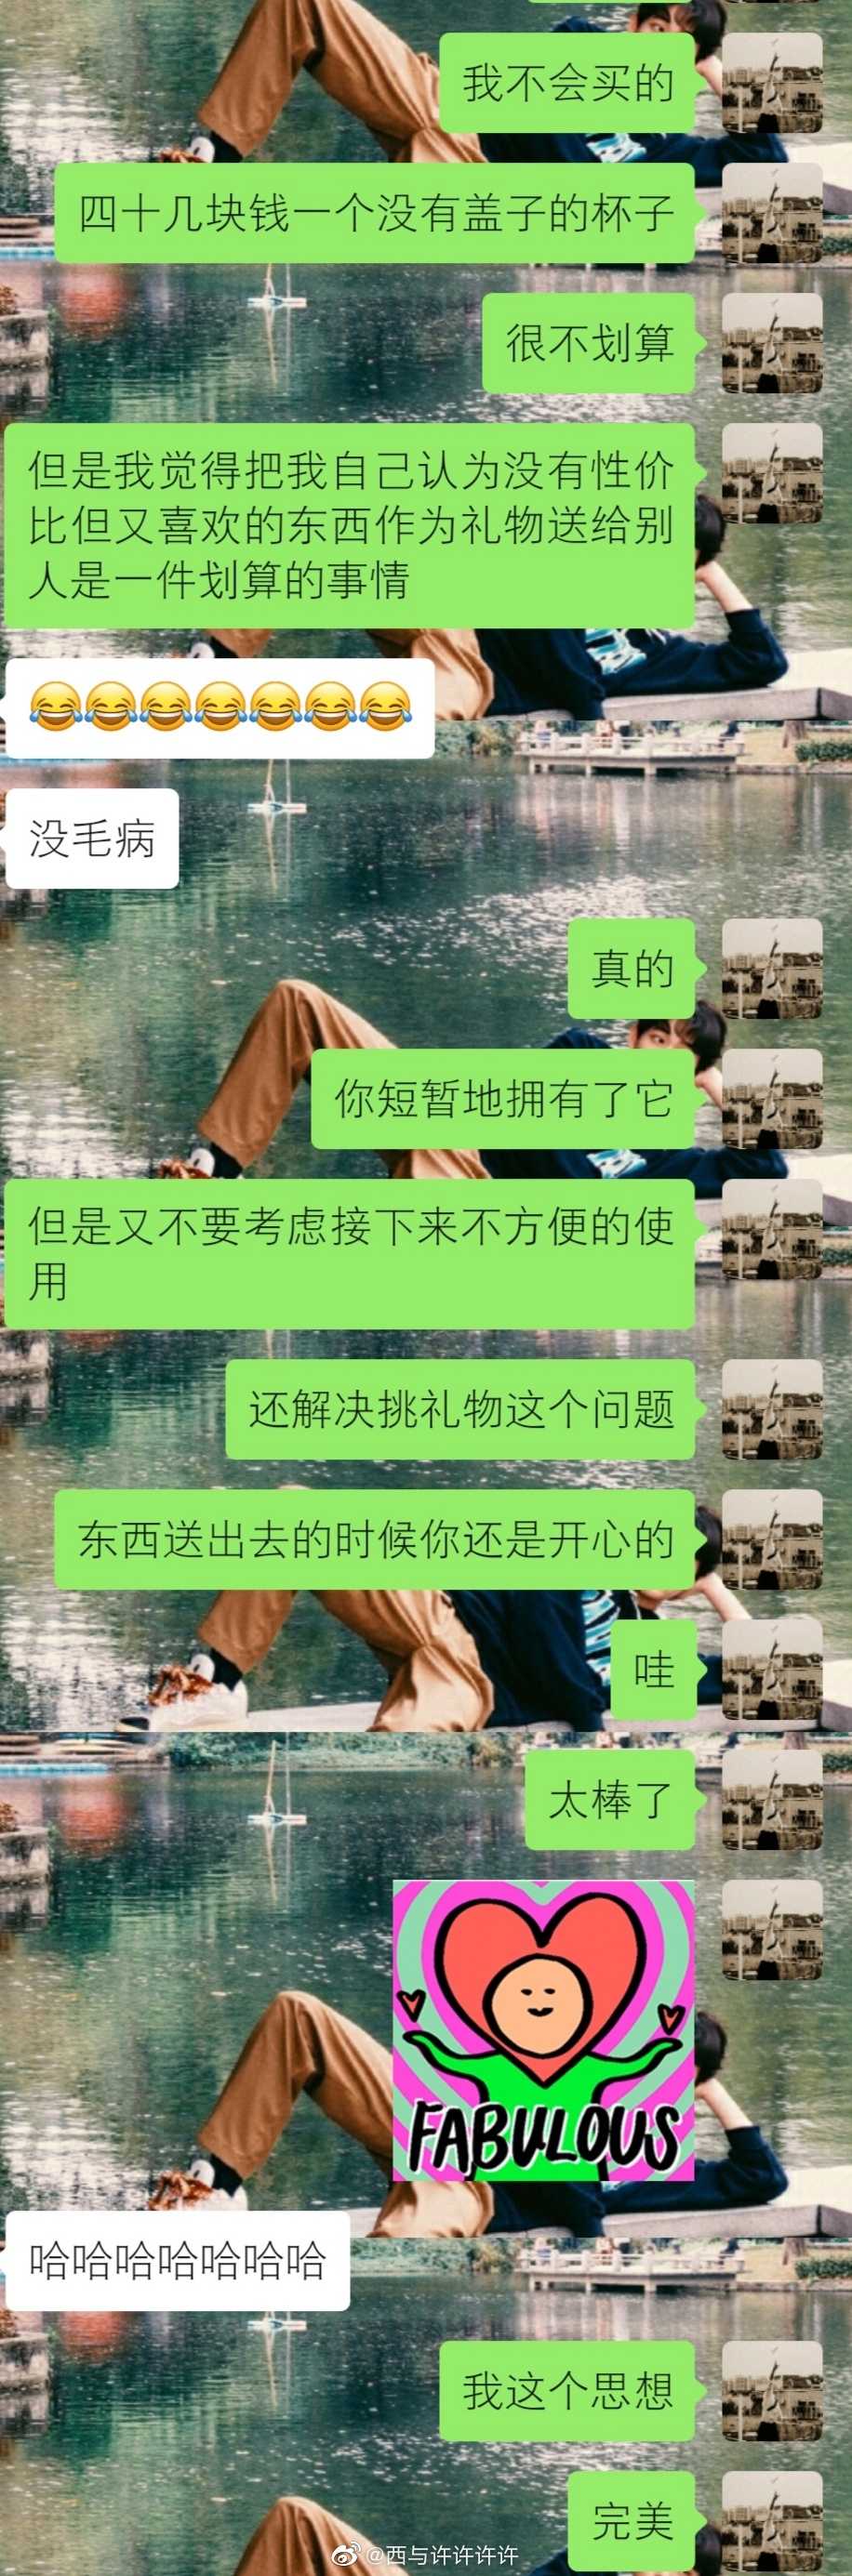 我不会买的
四十几块钱一个没有盖子的杯子
很不划算
但是我觉得把我自己认为没有性价
比但又喜欢的东西作为礼物送给别
人是一件划算的事情
没毛病
真的
你短暂地拥有了它
但是又不要考虑接下来不方便的使
用
还解决挑礼物这个问题
东西送出去的时候你还是开心的
哇
太棒了
FABULOUS
哈哈哈哈哈哈哈
我这个思想
完美
@西与许许许许